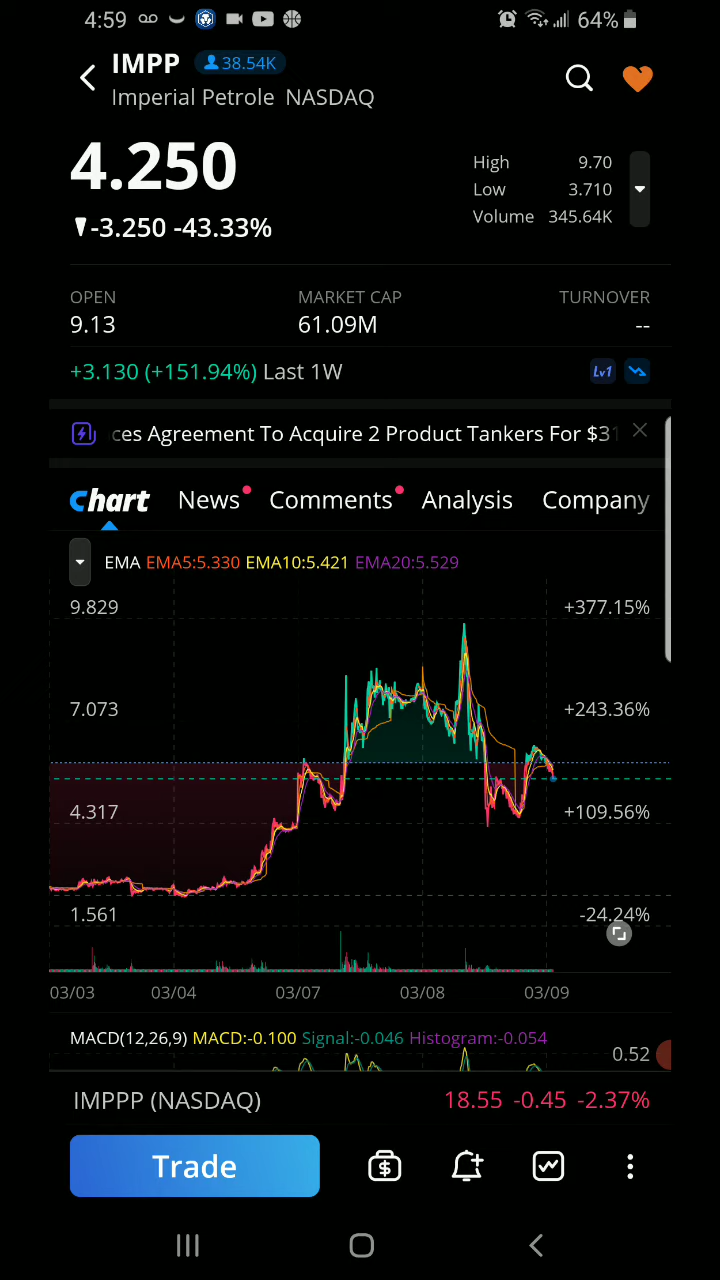 4:59 64%
IMPP 38.54K
Imperial Petrole NASDAQ
4.250
-3.250 -43.33%
High 9.70
Low 3.710
Volume 345.64K
OPEN MARKET CAP TURNOVER
9.13 61.09M --
+3.130 (+151.94%) Last 1W
Lv1
ces Agreement To Acquire 2 Product Tankers For $31
Chart News Comments Analysis Company
EMA EMA5:5.330 EMA10:5.421 EMA20:5.529
9.829 +377.15%
7.073 +243.36%
4.317 +109.56%
1.561 -24.24%
03/03 03/04 03/07 03/08 03/09
MACD(12,26,9) MACD:-0.100 Signal:-0.046 Histogram:-0.054
0.52
IMPPP (NASDAQ) 18.55 -0.45 -2.37%
Trade